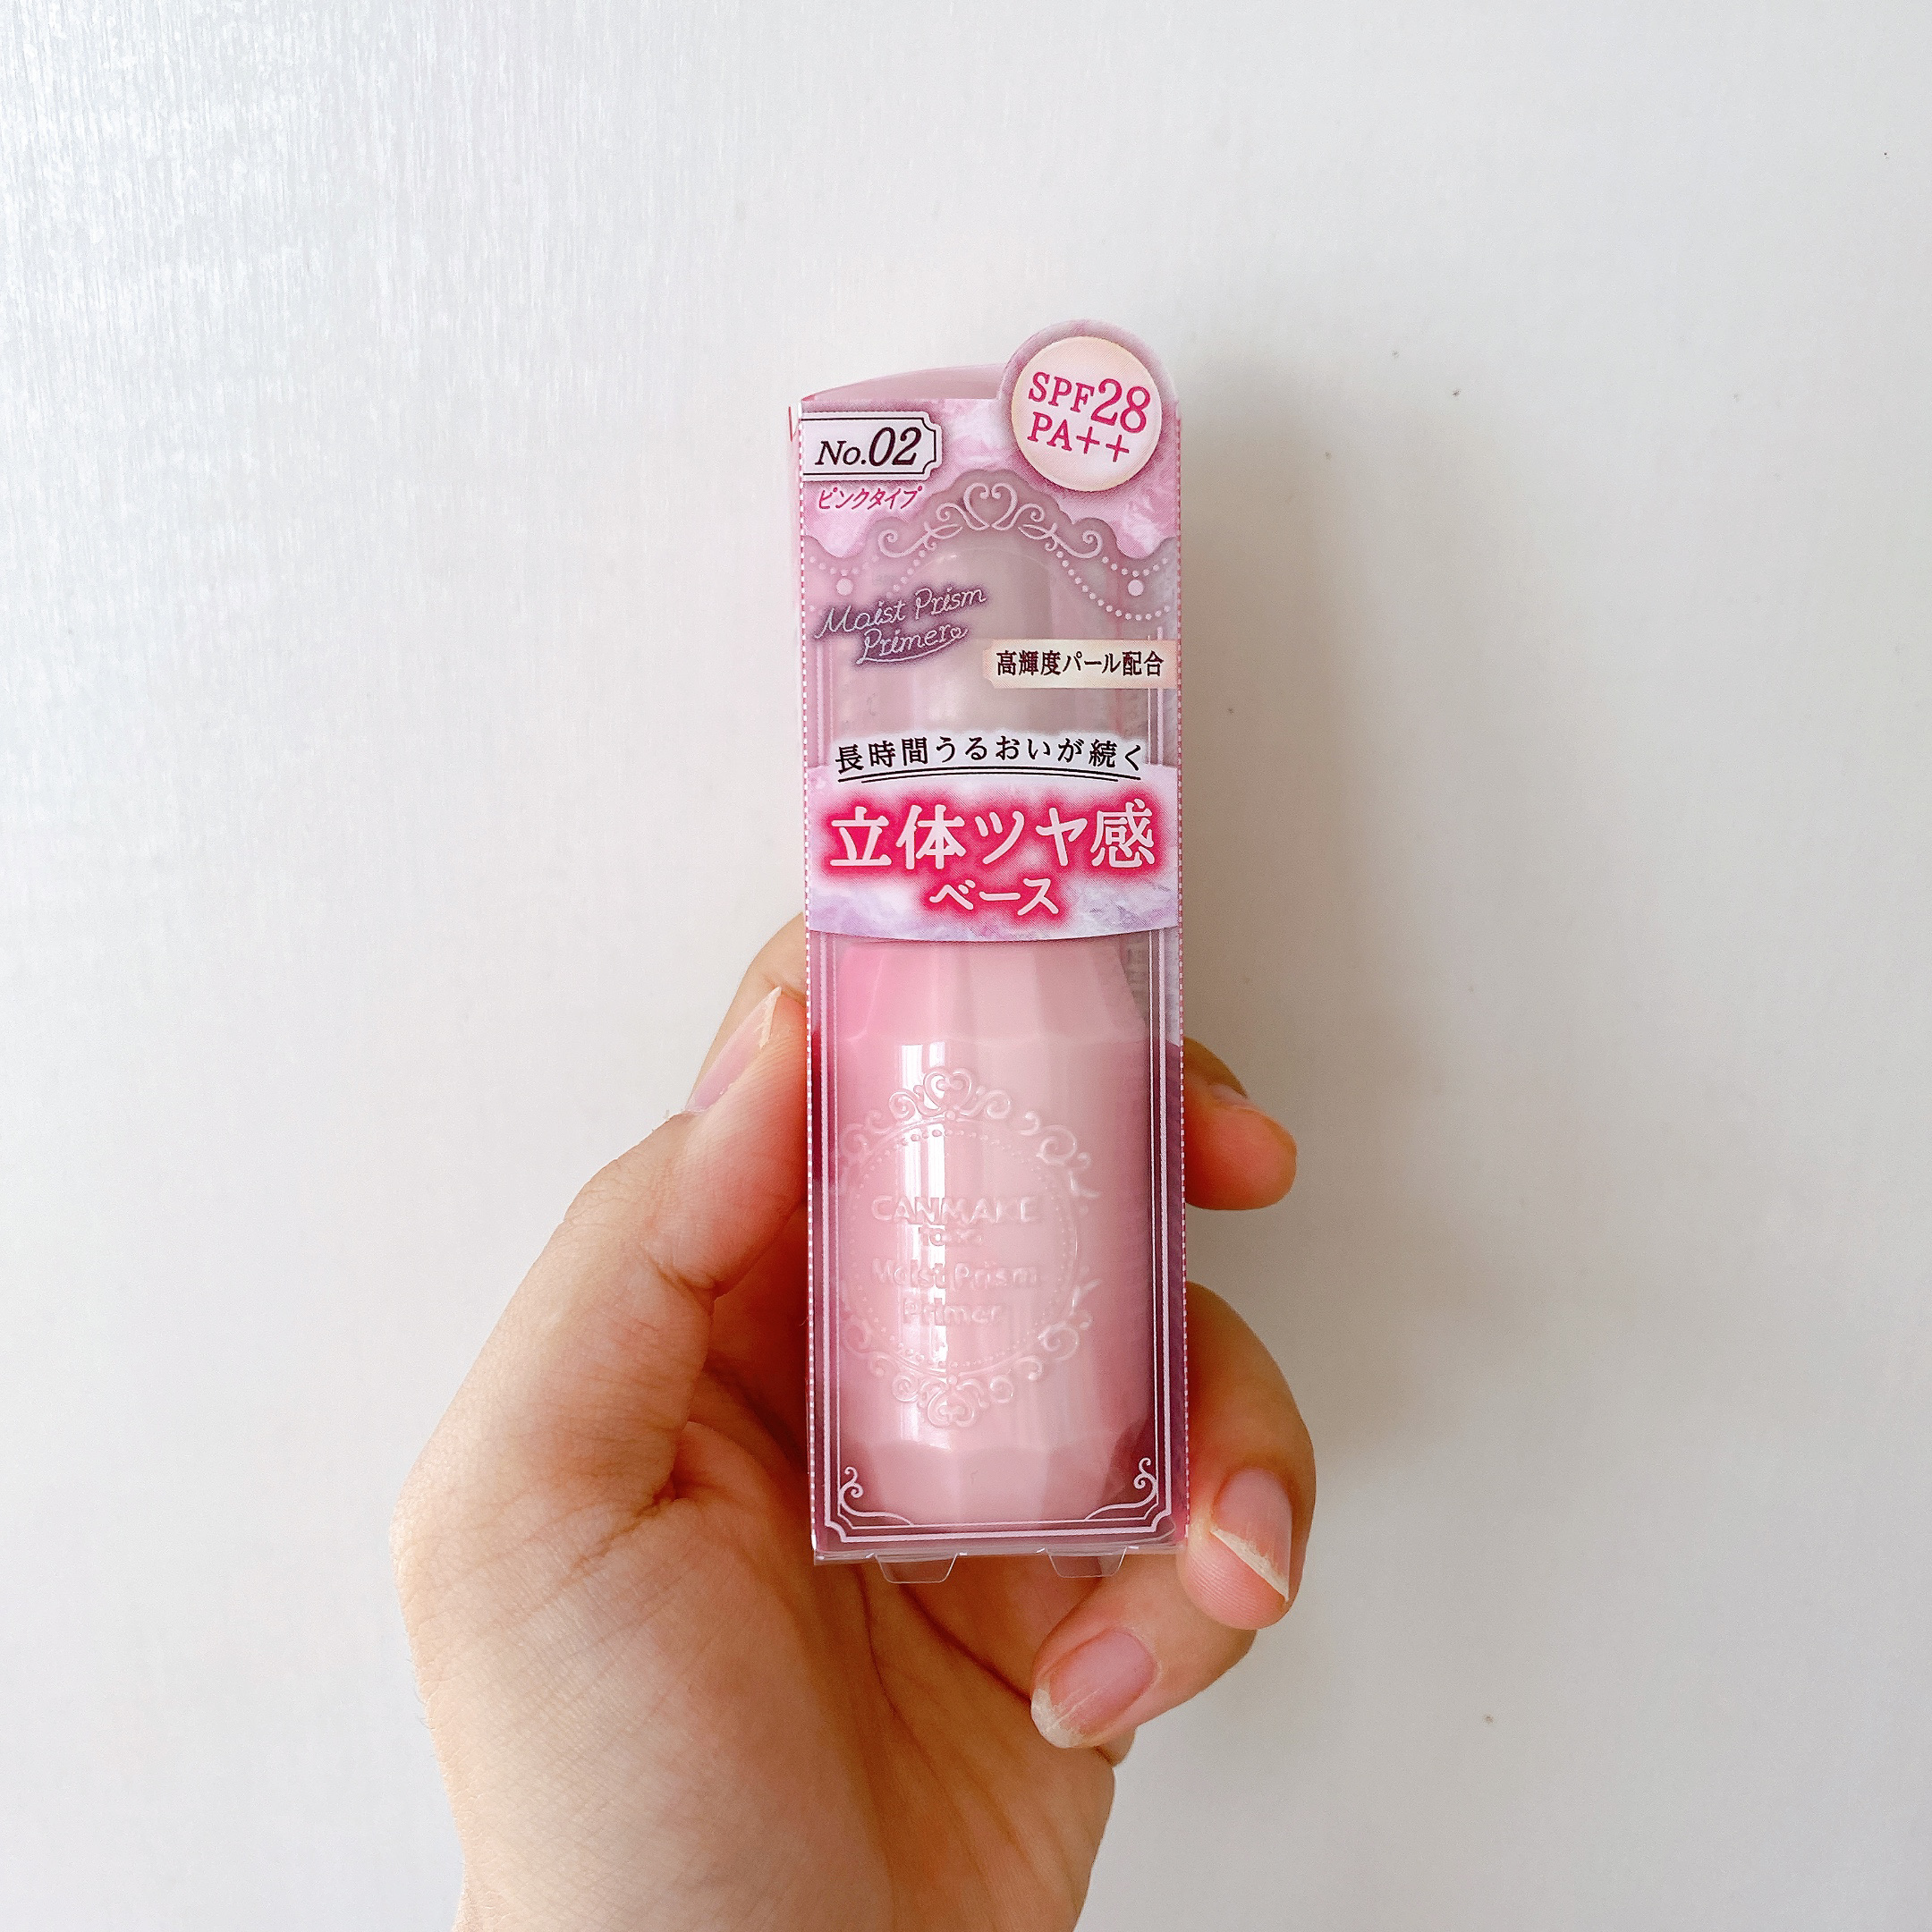 SPF28
PA++
No.02
ピンクタイプ
Moist Prism
Primer
高輝度パール配合
長時間うるおいが続く
立体ツヤ感
ベース
CANMAKE
Moist Prism
Primer